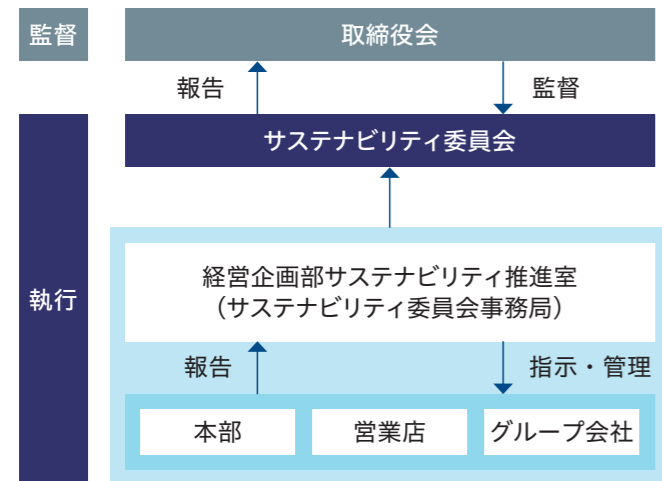 監督
取締役会
報告
監督
サステナビリティ委員会
執行
経営企画部サステナビリティ推進室
（サステナビリティ委員会事務局）
報告
指示・管理
本部
営業店
グループ会社